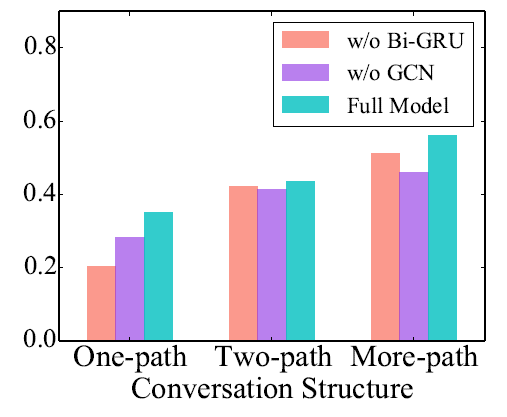 0.8
0.6
0.4
0.2
0.0
w/o Bi-GRU
w/o GCN
Full Model
One-path Two-path More-path
Conversation Structure